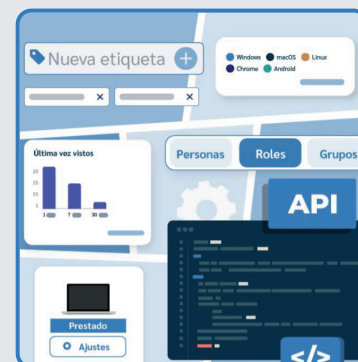 Nueva etiqueta +
Windows macOS Linux
Chrome Android
x x
Última vez vistos
20
15
10
5
1 7 30
Personas Roles Grupos
API
Prestado
Ajustes
</>